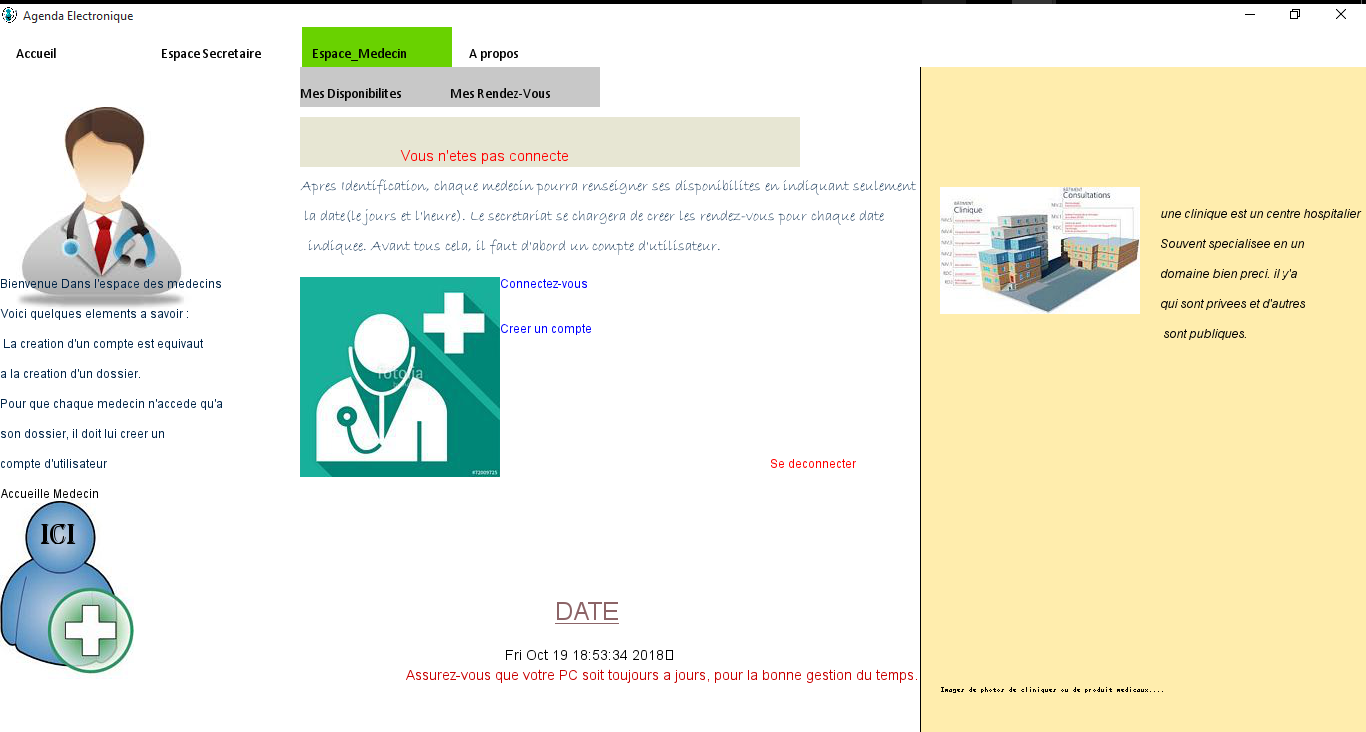 Agenda Electronique
Accueil
Espace Secretaire
Espace_Medecin
A propos
Mes Disponibilites
Mes Rendez-Vous
Vous n'etes pas connecte
Apres Identification, chaque medecin pourra renseigner ses disponibilites en indiquant seulement
la date(le jours et l'heure). Le secretariat se chargera de creer les rendez-vous pour chaque date
indiquee. Avant tous cela, il faut d'abord un compte d'utilisateur.
Bienvenue Dans l'espace des medecins
Voici quelques elements a savoir :
La creation d'un compte est equivaut
a la creation d'un dossier.
Pour que chaque medecin n'accede qu'a
son dossier, il doit lui creer un
compte d'utilisateur
Accueille Medecin
ICI
Connectez-vous
Creer un compte
fotolia
#72009725
Se deconnecter
DATE
Fri Oct 19 18:53:34 2018
Assurez-vous que votre PC soit toujours a jours, pour la bonne gestion du temps.
BÂTIMENT
Clinique
BÂTIMENT
Consultations
une clinique est un centre hospitalier
Souvent specialisee en un
domaine bien preci. il y'a
qui sont privees et d'autres
sont publiques.
Images de photos de cliniques ou de produit medicaux....